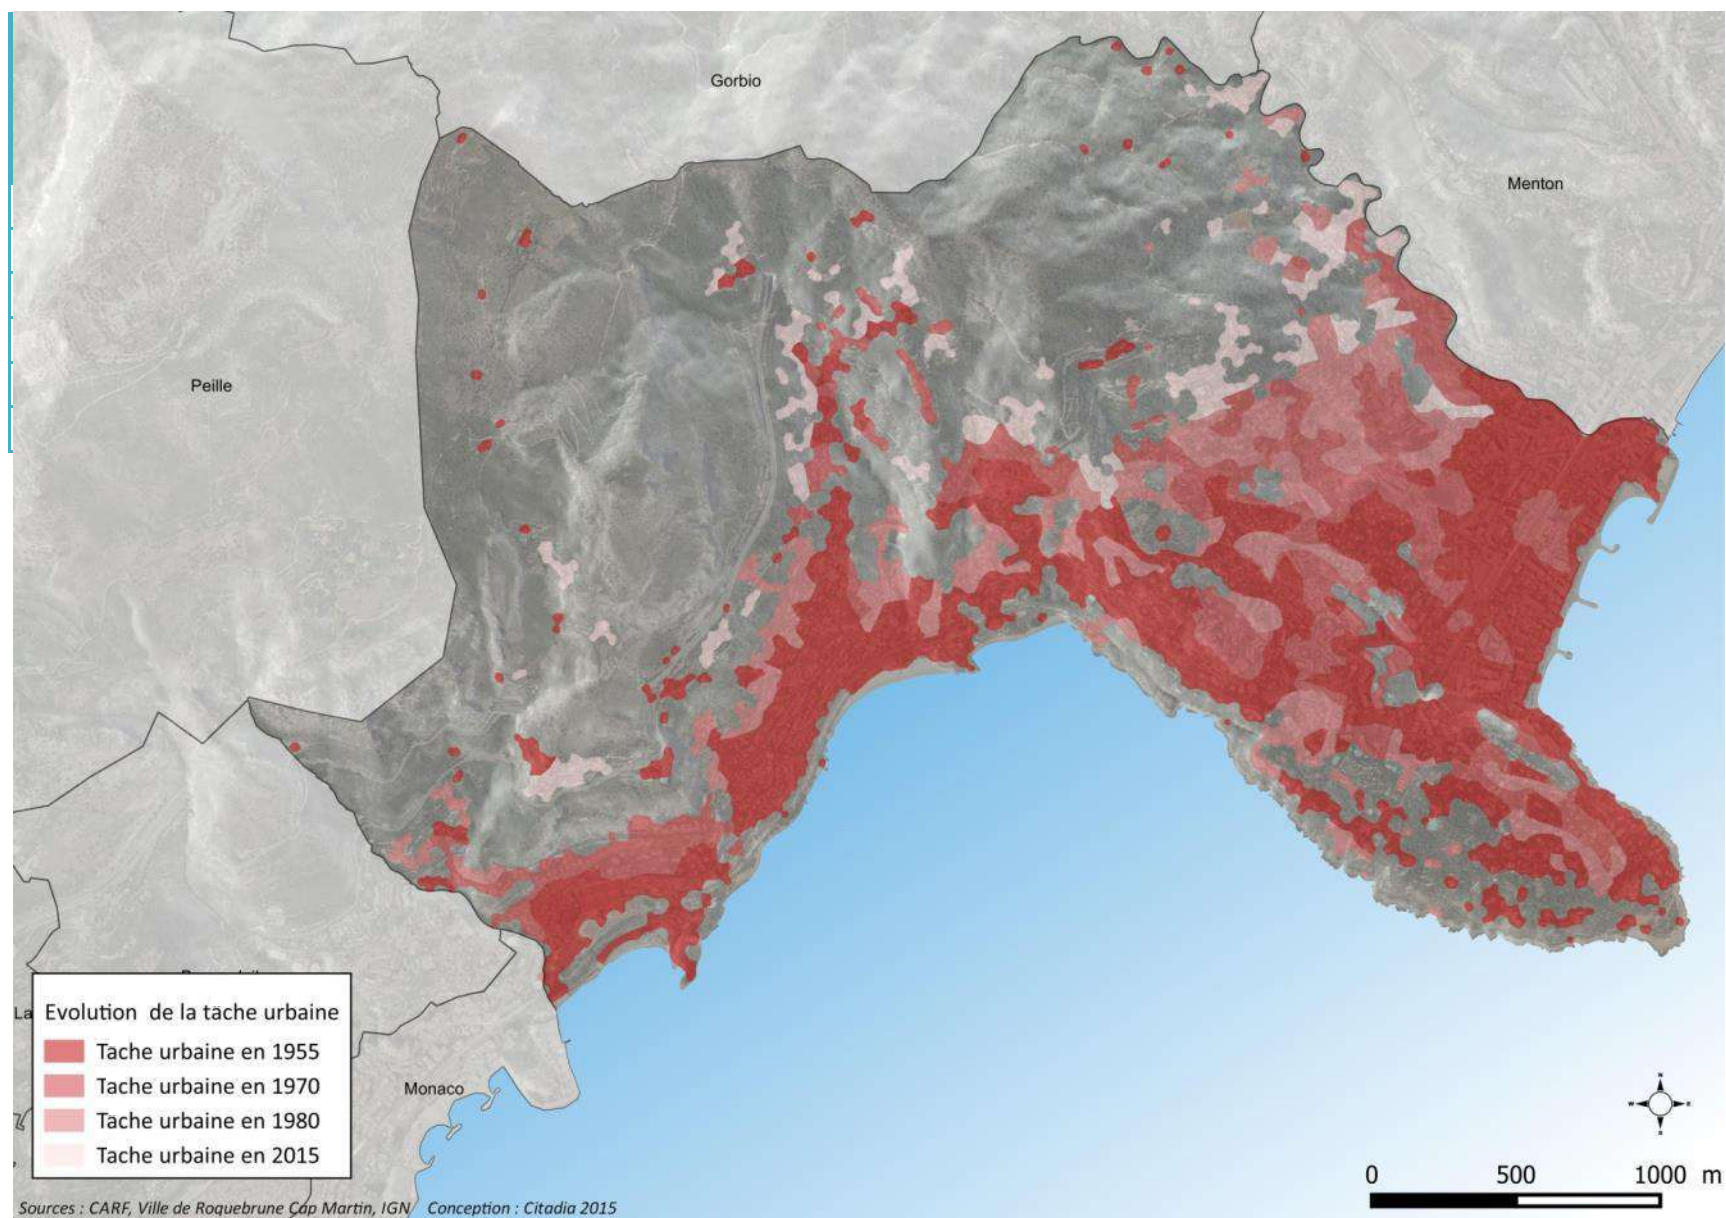 Gorbio
Menton
Peille
Evolution de la tache urbaine
Tache urbaine en 1955
Tache urbaine en 1970
Tache urbaine en 1980
Tache urbaine en 2015
Monaco
N
W E
S
0 500 1000 m
Sources : CARF, Ville de Roquebrune Cap Martin, IGN Conception : Citadia 2015
La